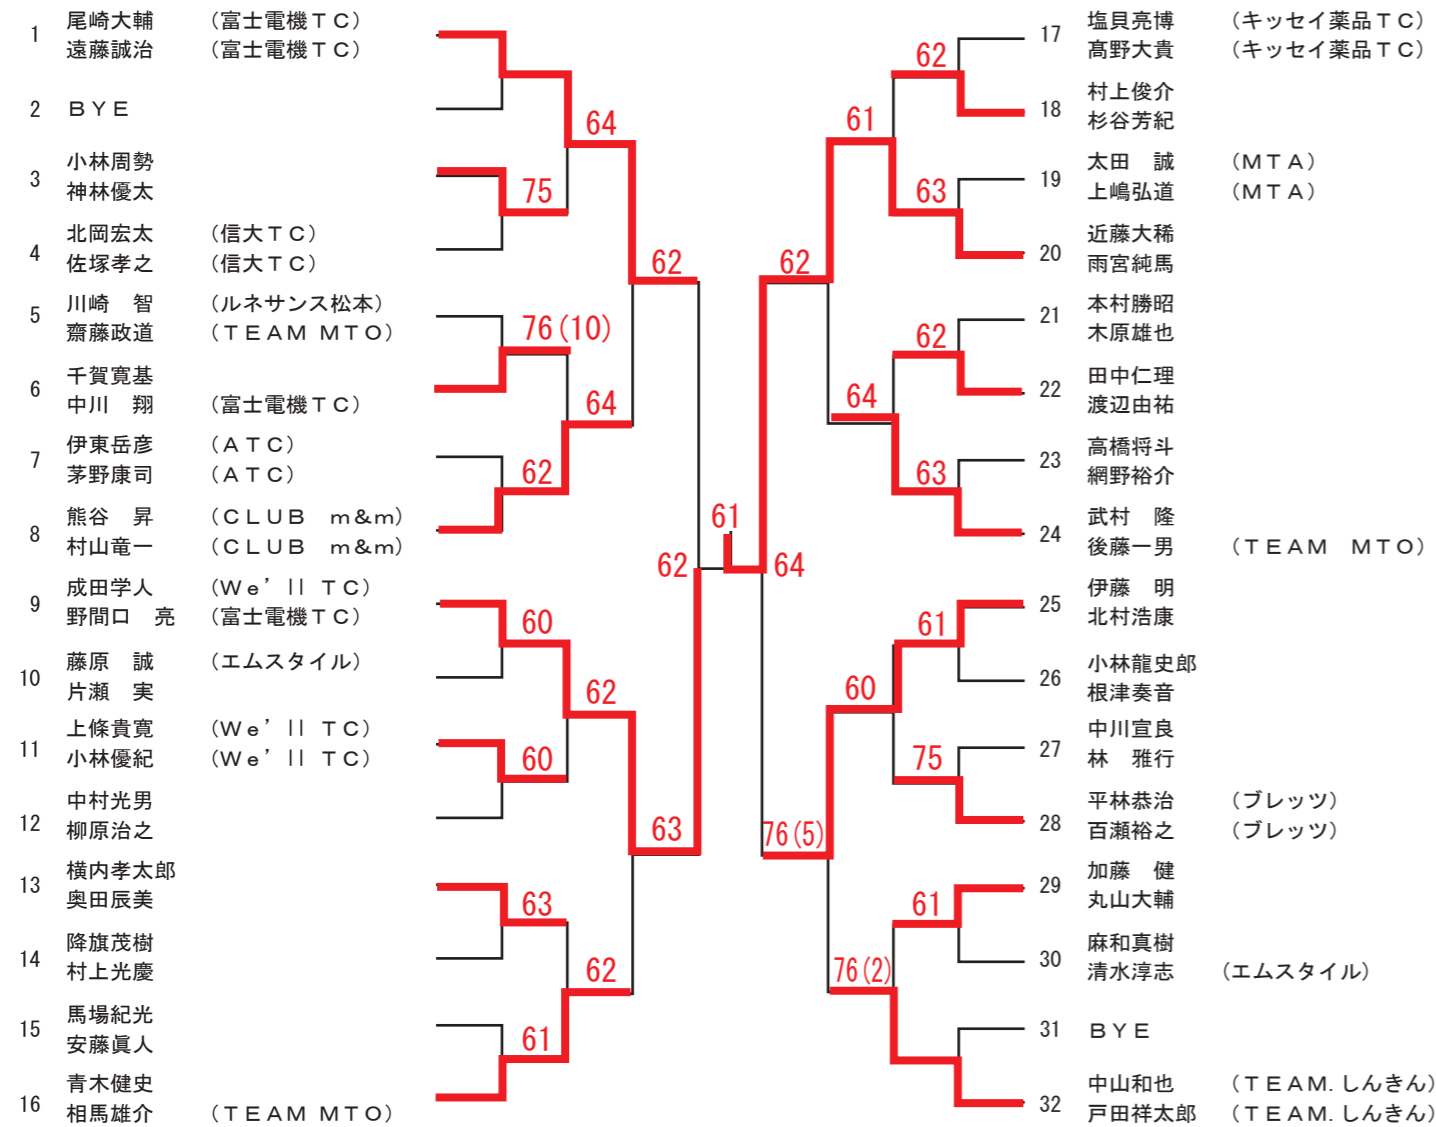 1 尾崎大輔 (富士電機TC)
遠藤誠治 (富士電機TC)
2 BYE
3 小林周勢
神林優太
4 北岡宏太 (信大TC)
佐塚孝之 (信大TC)
5 川崎 智 (ルネサンス松本)
齋藤政道 (TEAM MTO)
6 千賀寛基
中川 翔 (富士電機TC)
7 伊東岳彦 (ATC)
茅野康司 (ATC)
8 熊谷 昇 (CLUB m&m)
村山竜一 (CLUB m&m)
9 成田学人 (We'll TC)
野間口 亮 (富士電機TC)
10 藤原 誠 (エムスタイル)
片瀬 実
11 上條貴寛 (We'll TC)
小林優紀 (We'll TC)
12 中村光男
柳原治之
13 横内孝太郎
奥田辰美
14 降旗茂樹
村上光慶
15 馬場紀光
安藤眞人
16 青木健史
相馬雄介 (TEAM MTO)
64
75
62
76(10)
64
62
60
62
60
63
63
62
61
62
61
64
62
61
62
63
62
64
63
61
60
75
76(5)
61
76(2)
17 塩貝亮博 (キッセイ薬品TC)
髙野大貴 (キッセイ薬品TC)
18 村上俊介
杉谷芳紀
19 太田 誠 (MTA)
上嶋弘道 (MTA)
20 近藤大稀
雨宮純馬
21 本村勝昭
木原雄也
22 田中仁理
渡辺由祐
23 高橋将斗
網野裕介
24 武村 隆
後藤一男 (TEAM MTO)
25 伊藤 明
北村浩康
26 小林龍史郎
根津奏音
27 中川宣良
林 雅行
28 平林恭治 (ブレッツ)
百瀬裕之 (ブレッツ)
29 加藤 健
丸山大輔
30 麻和真樹
清水淳志 (エムスタイル)
31 BYE
32 中山和也 (TEAM.しんきん)
戸田祥太郎 (TEAM.しんきん)